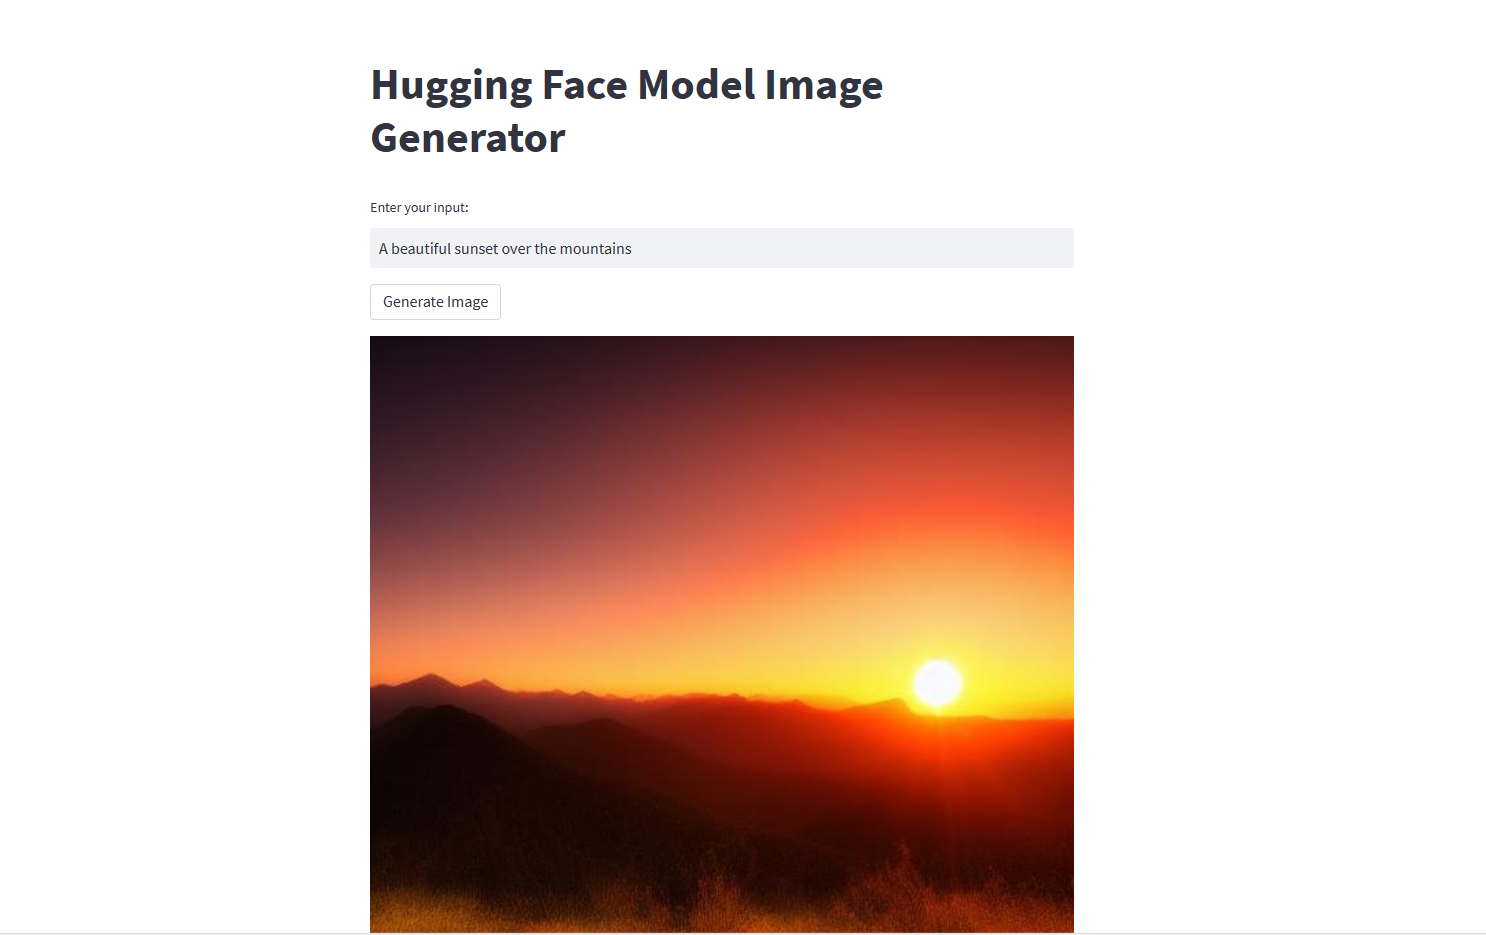 Hugging Face Model Image
Generator
Enter your input:
A beautiful sunset over the mountains
Generate Image